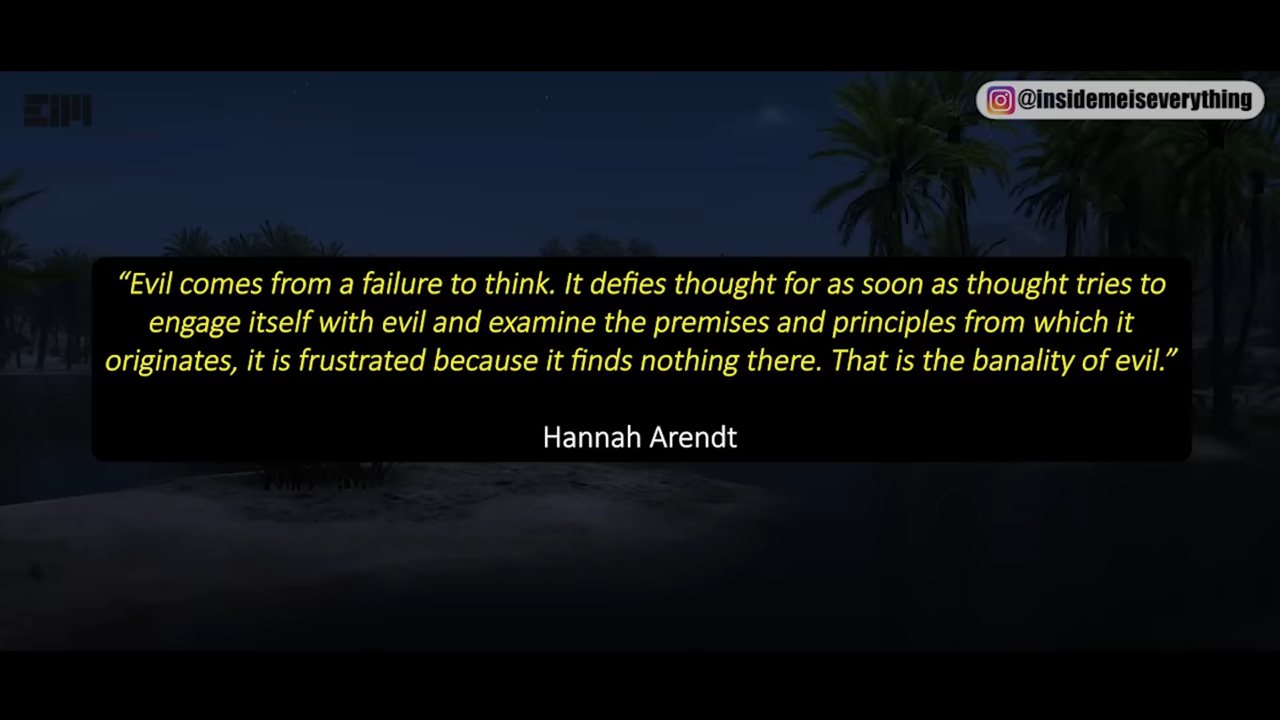 EiM
@insidemeiseverything
“Evil comes from a failure to think. It defies thought for as soon as thought tries to
engage itself with evil and examine the premises and principles from which it
originates, it is frustrated because it finds nothing there. That is the banality of evil.”
Hannah Arendt